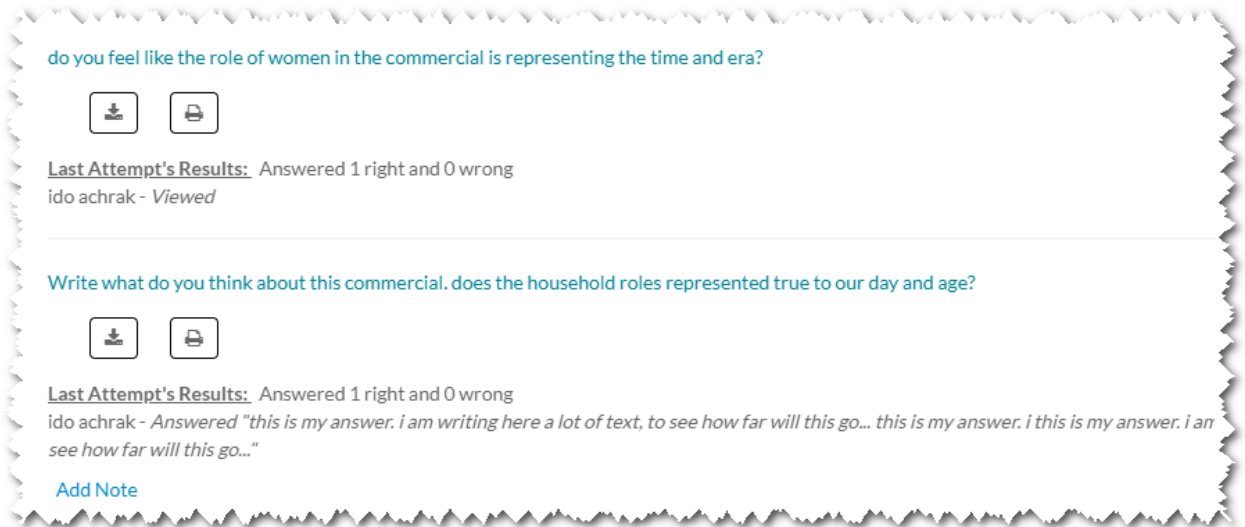 do you feel like the role of women in the commercial is representing the time and era?
Last Attempt's Results: Answered 1 right and 0 wrong
ido achrak - Viewed
Write what do you think about this commercial. does the household roles represented true to our day and age?
Last Attempt's Results: Answered 1 right and 0 wrong
ido achrak - Answered "this is my answer. i am writing here a lot of text, to see how far will this go... this is my answer. i this is my answer. i am
see how far will this go..."
Add Note